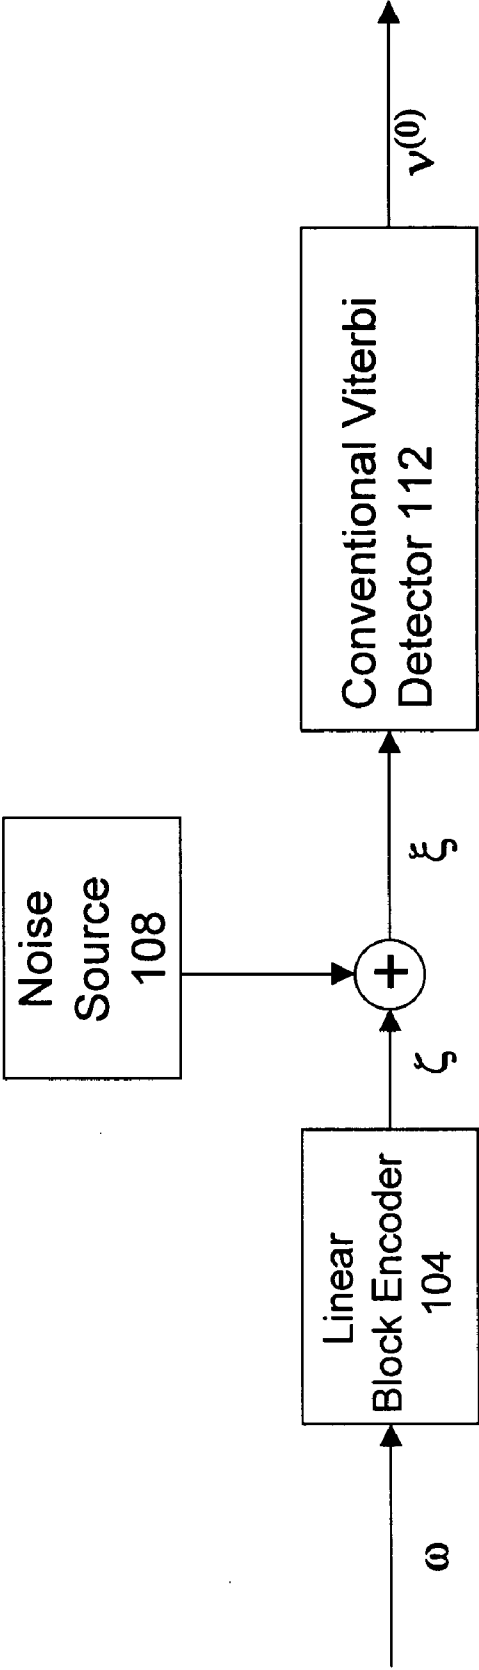 ω
Linear
Block Encoder
104
ζ
+
Noise
Source
108
ξ
Conventional Viterbi
Detector 112
ν(0)